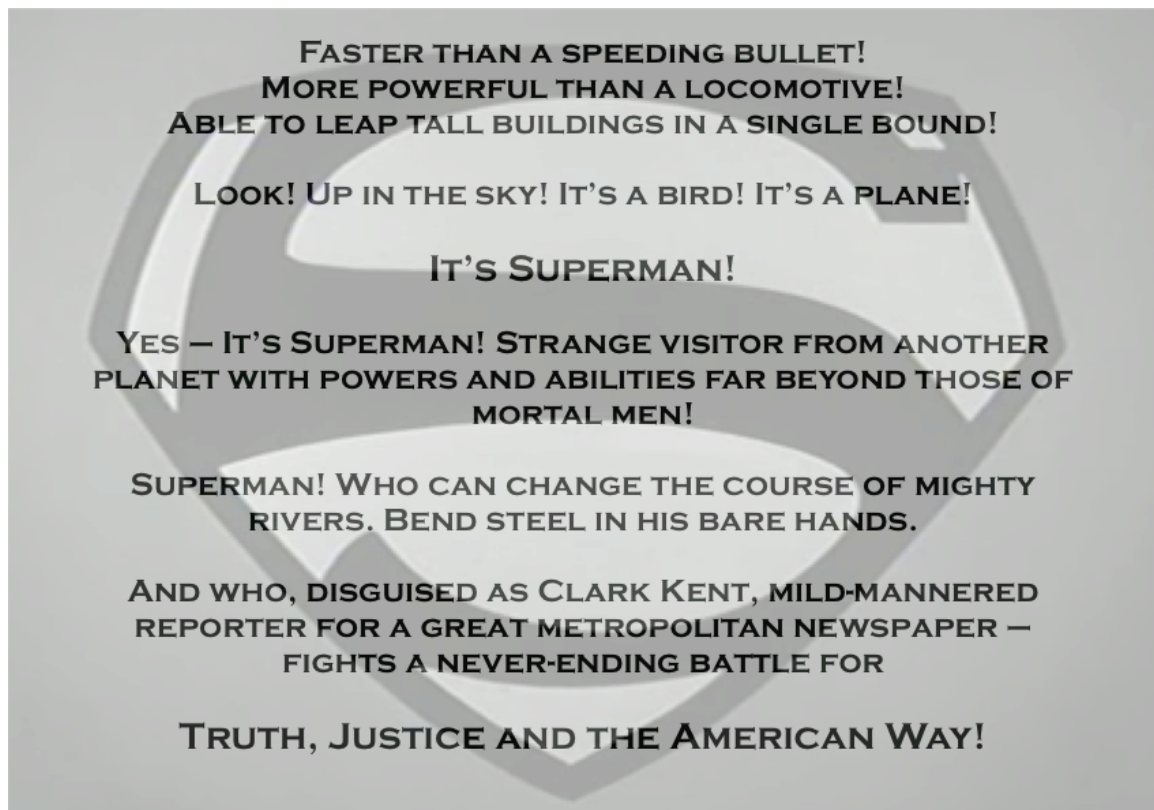 Faster than a speeding bullet!
More powerful than a locomotive!
Able to leap tall buildings in a single bound!
Look! Up in the sky! It's a bird! It's a plane!
It's Superman!
Yes – It's Superman! Strange visitor from another
planet with powers and abilities far beyond those of
mortal men!
Superman! Who can change the course of mighty
rivers. Bend steel in his bare hands.
And who, disguised as Clark Kent, mild-mannered
reporter for a great metropolitan newspaper –
fights a never-ending battle for
Truth, Justice and the American Way!